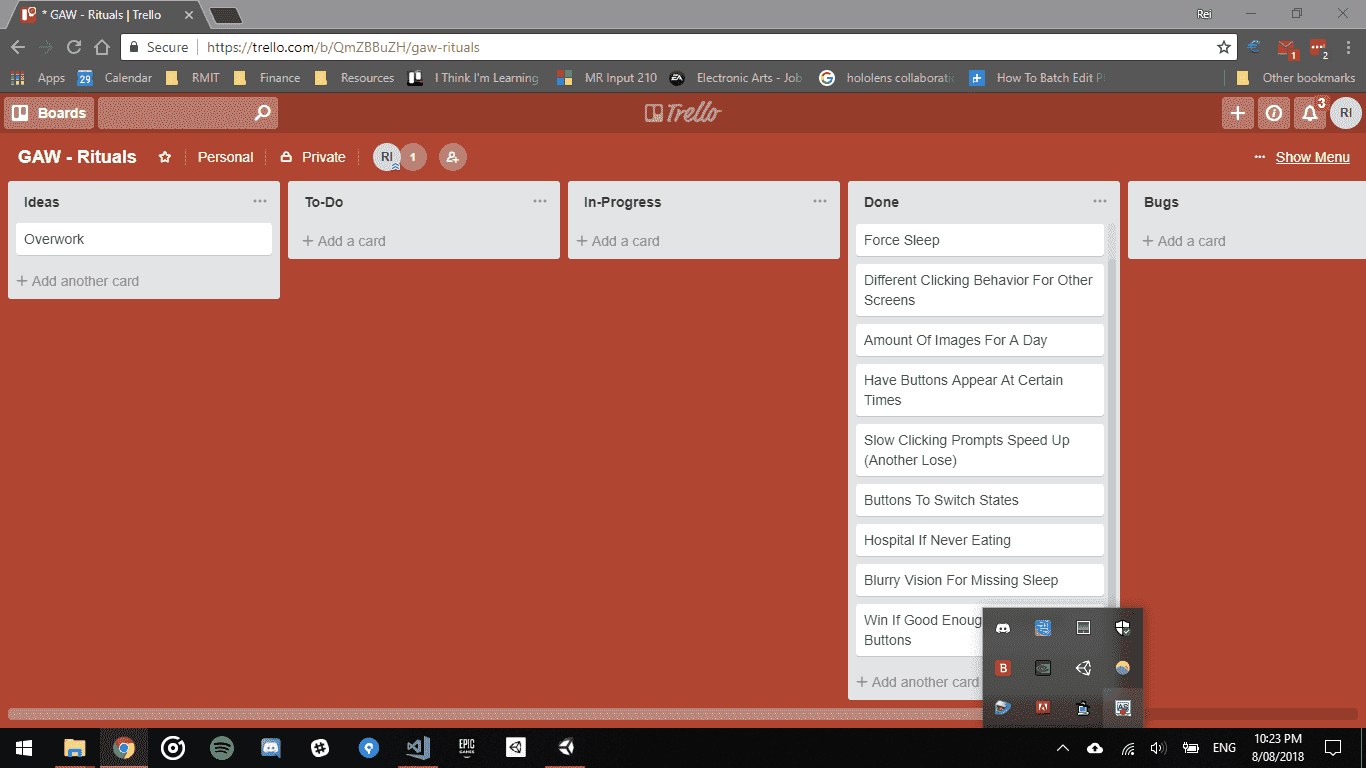 * GAW - Rituals | Trello
Rei
Secure
https://trello.com/b/QmZBBuZH/gaw-rituals
1
2
Apps
29
Calendar
RMIT
Finance
Resources
I Think I'm Learning
MR Input 210
EA
Electronic Arts - Job
hololens collaborati
How To Batch Edit P
Other bookmarks
Boards
Trello
3
RI
GAW - Rituals
Personal
Private
RI
1
Show Menu
Ideas
Overwork
+ Add another card
To-Do
+ Add a card
In-Progress
+ Add a card
Done
Force Sleep
Different Clicking Behavior For Other
Screens
Amount Of Images For A Day
Have Buttons Appear At Certain
Times
Slow Clicking Prompts Speed Up
(Another Lose)
Buttons To Switch States
Hospital If Never Eating
Blurry Vision For Missing Sleep
Win If Good Enoug
Buttons
+ Add another card
Bugs
+ Add a card
B
EPIC
GAMES
ENG
10:23 PM
8/08/2018